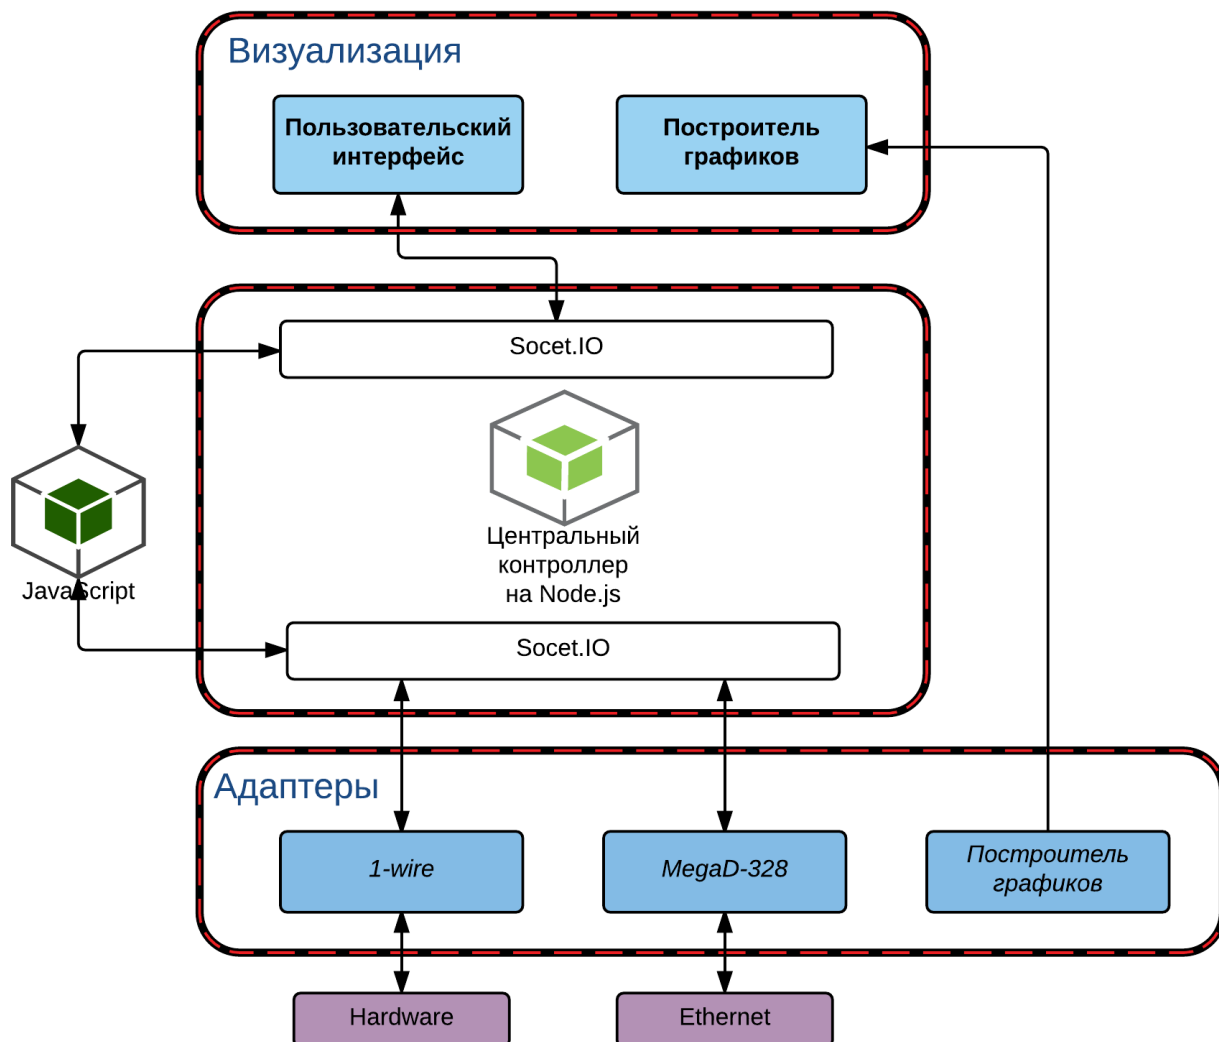 Визуализация
Пользовательский
интерфейс
Построитель
графиков
Socet.IO
Центральный
контроллер
на Node.js
JavaScript
Socet.IO
Адаптеры
1-wire
MegaD-328
Построитель
графиков
Hardware
Ethernet